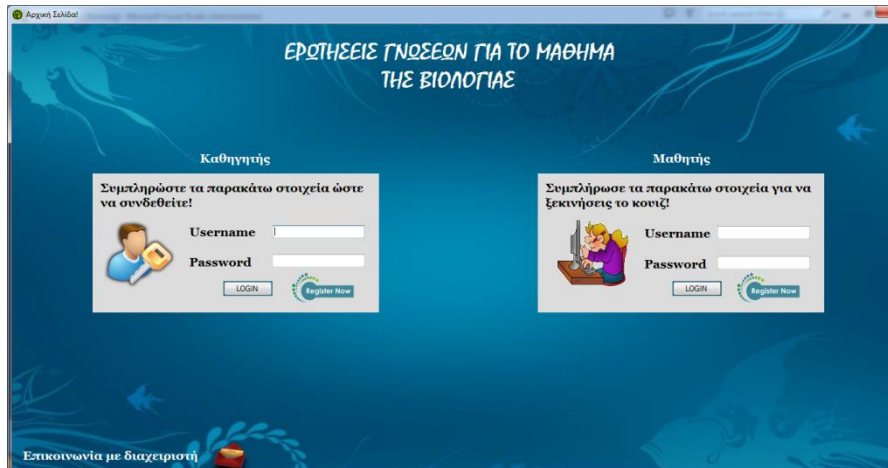 Αρχική Σελίδα!
ΕΡΩΤΗΣΕΙΣ ΓΝΩΣΕΩΝ ΓΙΑ ΤΟ ΜΑΘΗΜΑ
ΤΗΣ ΒΙΟΛΟΓΙΑΣ
Καθηγητής
Συμπληρώστε τα παρακάτω στοιχεία ώστε
να συνδεθείτε!
Username
Password
LOGIN
Register Now
Μαθητής
Συμπλήρωσε τα παρακάτω στοιχεία για να
ξεκινήσεις το κουιζ!
Username
Password
LOGIN
Register Now
Επικοινωνία με διαχειριστή